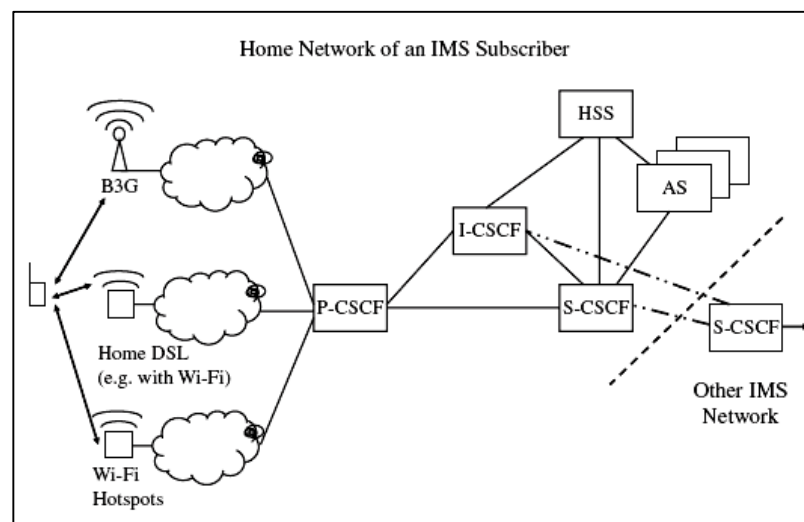 Home Network of an IMS Subscriber
HSS
B3G
AS
I-CSCF
P-CSCF
S-CSCF
S-CSCF
Home DSL
(e.g. with Wi-Fi)
Other IMS
Network
Wi-Fi
Hotspots